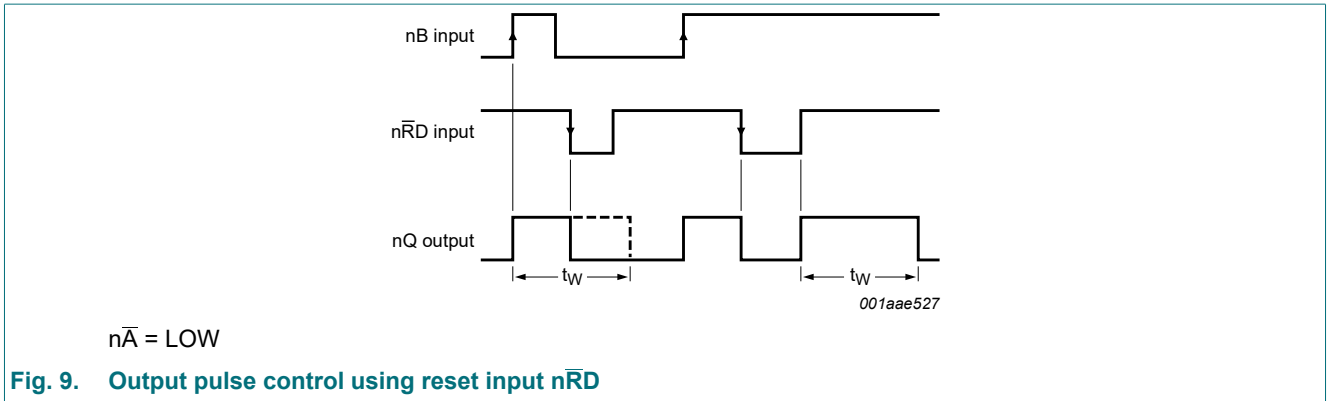 nB input
nR̅D input
nQ output
tW
tW
001aae527
nA̅ = LOW
Fig. 9. Output pulse control using reset input nR̅D